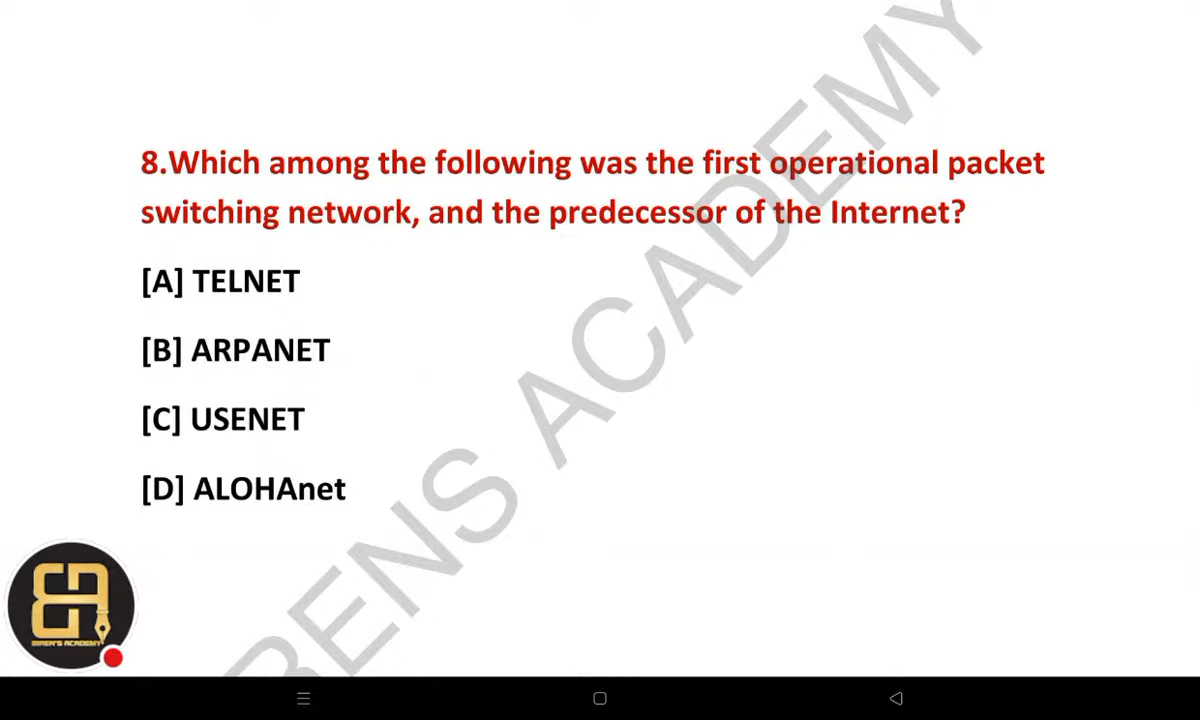 8.Which among the following was the first operational packet
switching network, and the predecessor of the Internet?
[A] TELNET
[B] ARPANET
[C] USENET
[D] ALOHAnet
BENS ACADEMY